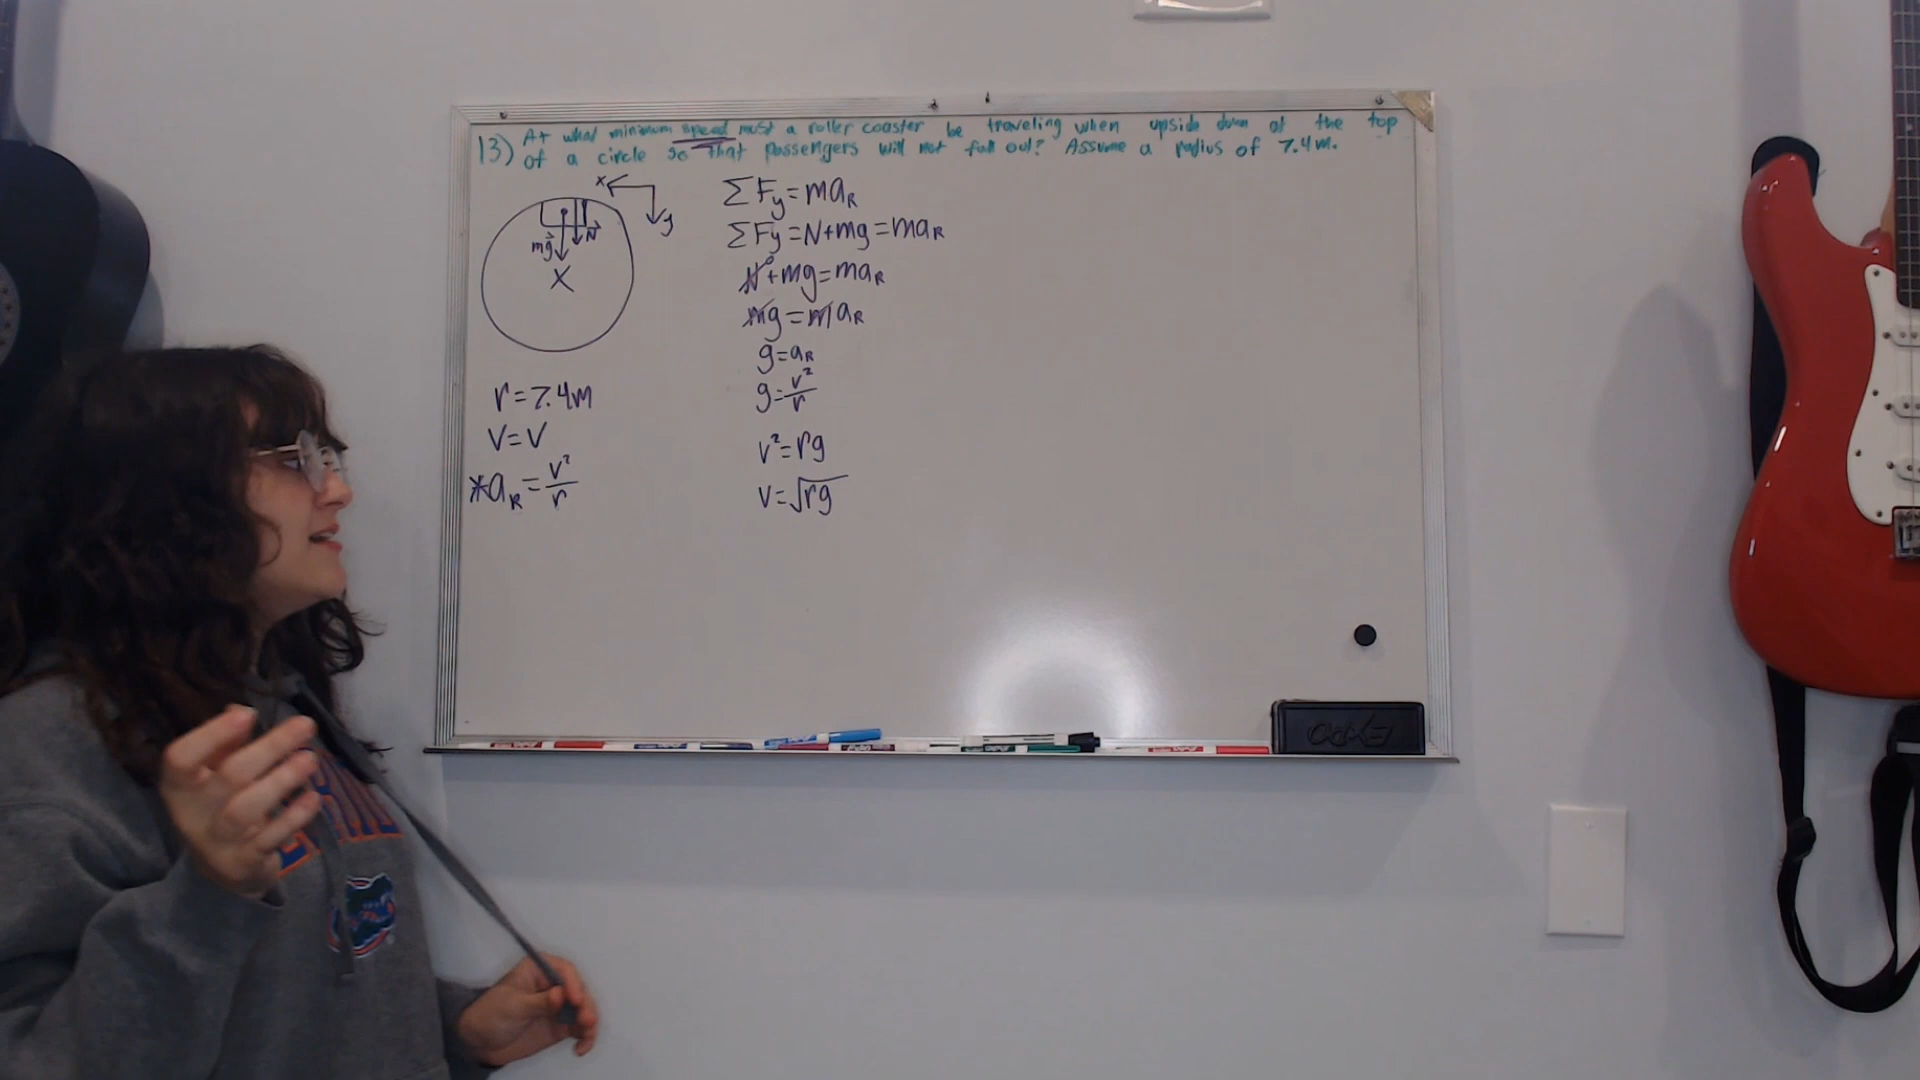 13) At what minimum speed must a roller coaster be traveling when upside down at the top
of a circle so that passengers will not fall out? Assume a radius of 7.4m.
x
y
mg⃗ N⃗
X
r=7.4m
V=V
*aR=v²/r
ΣFy=maR
ΣFy=N+mg=maR
N⁰+mg=maR
mg=maR
g=aR
g=v²/r
v²=rg
v=√rg
EXPO